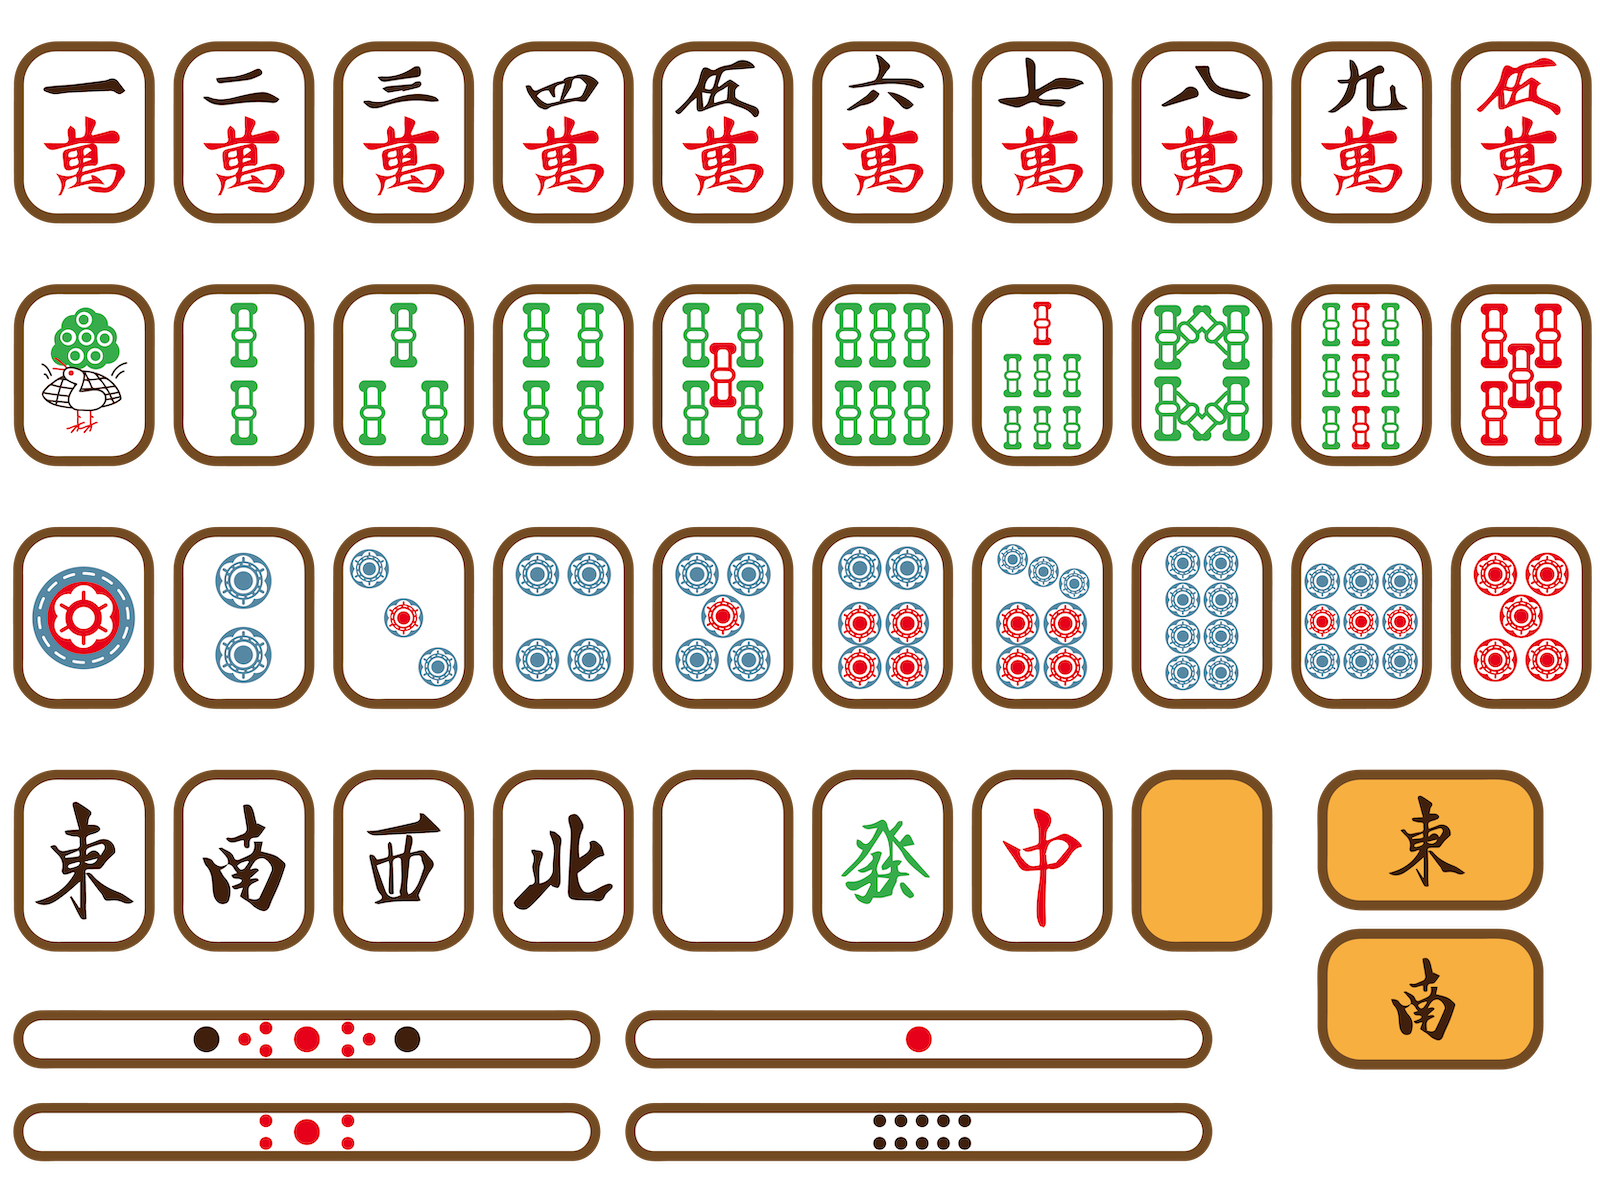 一 二 三 四 伍 六 七 八 九 伍
萬 萬 萬 萬 萬 萬 萬 萬 萬 萬
東 南 西 北 發 中 東
南